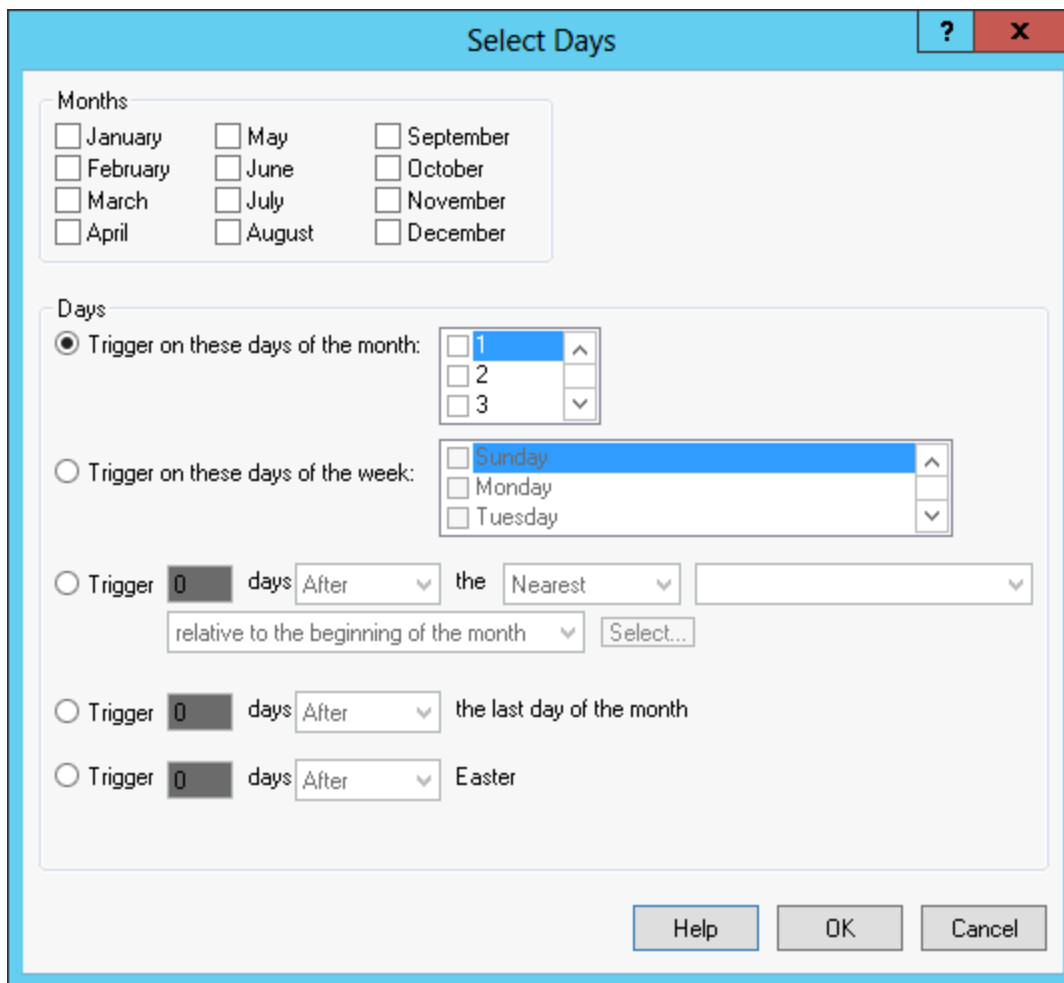 Select Days
?
x
Months
January May September
February June October
March July November
April August December
Days
Trigger on these days of the month: 1
2
3
Trigger on these days of the week: Sunday
Monday
Tuesday
Trigger 0 days After the Nearest
relative to the beginning of the month Select...
Trigger 0 days After the last day of the month
Trigger 0 days After Easter
Help OK Cancel